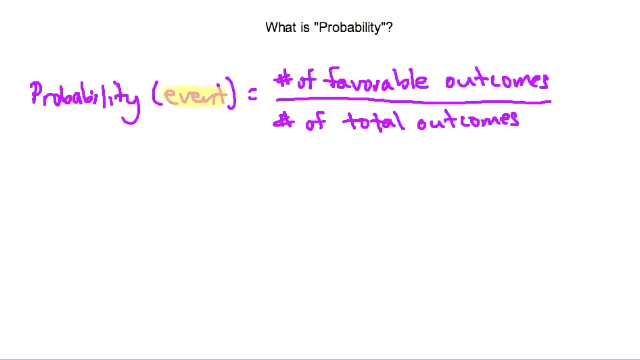 What is "Probability"?
Probability (event) = # of favorable outcomes
# of total outcomes